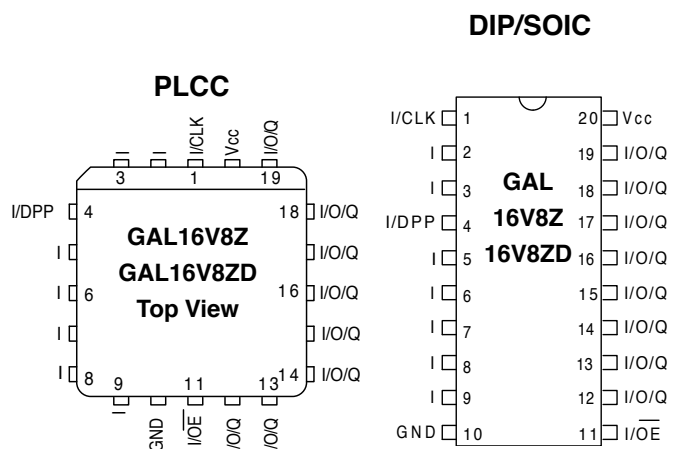 DIP/SOIC
PLCC
I I I/CLK Vcc I/O/Q
3 1 19
I/DPP 4 18 I/O/Q
GAL16V8Z
I I/O/Q
GAL16V8ZD
I 6 16 I/O/Q
Top View
I I/O/Q
I 8 14 I/O/Q
9 11 13
I GND I/OE I/O/Q I/O/Q
I/CLK 1 20 Vcc
I 2 19 I/O/Q
I 3 18 I/O/Q
GAL
I/DPP 4 17 I/O/Q
16V8Z
I 5 16 I/O/Q
16V8ZD
I 6 15 I/O/Q
I 7 14 I/O/Q
I 8 13 I/O/Q
I 9 12 I/O/Q
GND 10 11 I/OE